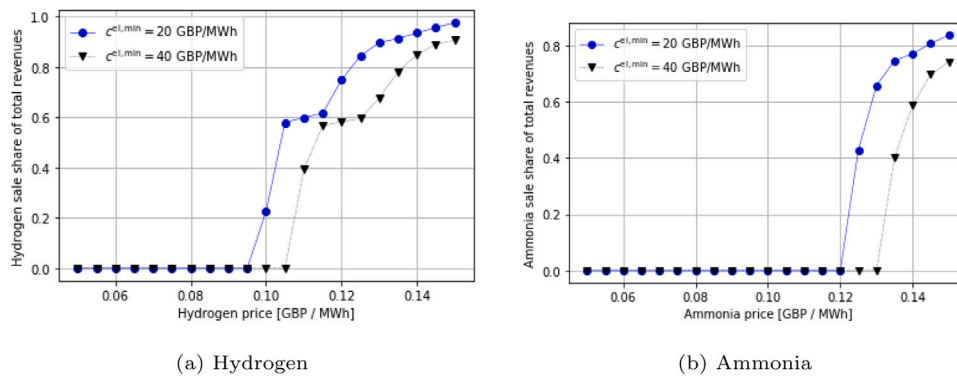 Hydrogen sale share of total revenues
1.0
0.8
0.6
0.4
0.2
0.0
c^el,min = 20 GBP/MWh
c^el,min = 40 GBP/MWh
0.06 0.08 0.10 0.12 0.14
Hydrogen price [GBP / MWh]
(a) Hydrogen
Ammonia sale share of total revenues
0.8
0.6
0.4
0.2
0.0
c^el,min = 20 GBP/MWh
c^el,min = 40 GBP/MWh
0.06 0.08 0.10 0.12 0.14
Ammonia price [GBP / MWh]
(b) Ammonia